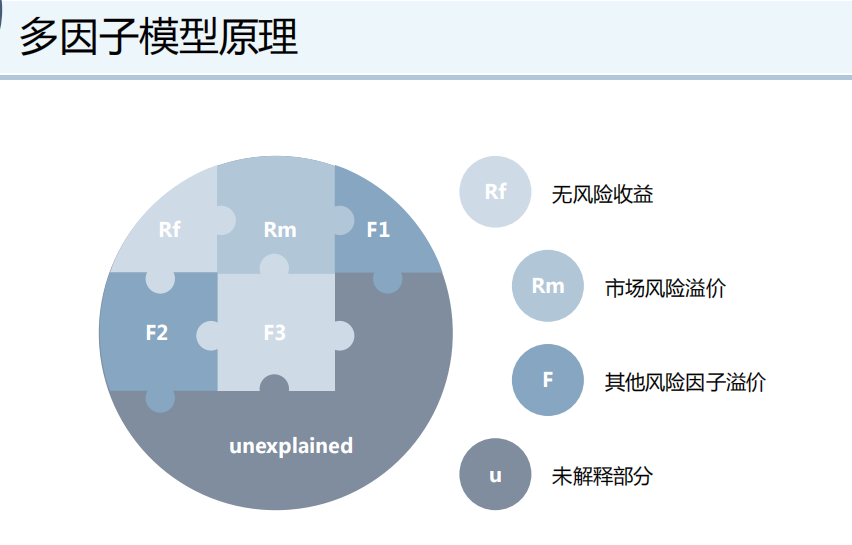 多因子模型原理
Rf
Rm
F1
F2
F3
unexplained
Rf
无风险收益
Rm
市场风险溢价
F
其他风险因子溢价
u
未解释部分